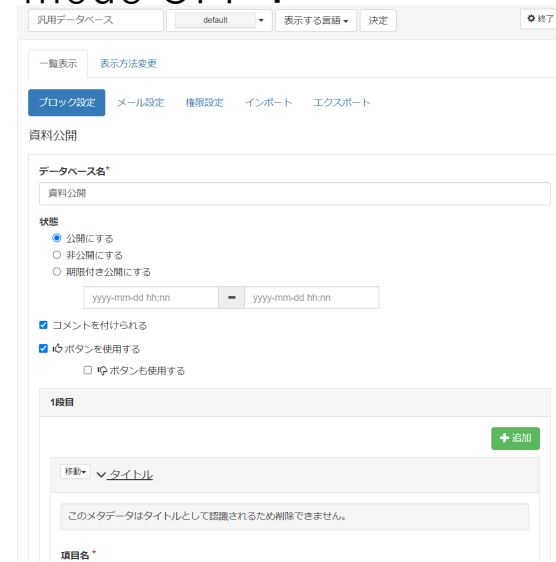 mode OFF
汎用データベース default 表示する言語 決定 終了
一覧表示 表示方法変更
ブロック設定 メール設定 権限設定 インポート エクスポート
資料公開
データベース名*
資料公開
状態
公開にする
非公開にする
期限付き公開にする
yyyy-mm-dd hh:nn - yyyy-mm-dd hh:nn
コメントを付けられる
ボタンを使用する
ボタンも使用する
1段目
+ 追加
移動 タイトル
このメタデータはタイトルとして認識されるため削除できません。
項目名 *